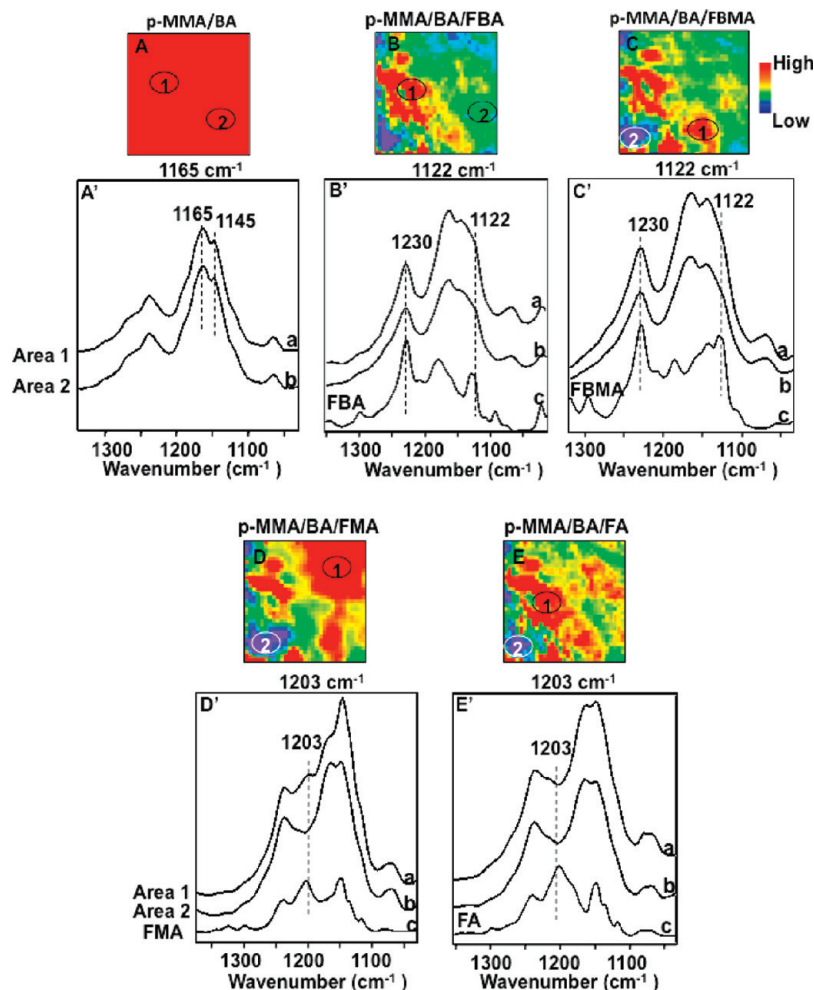 p-MMA/BA
A
1
2
1165 cm⁻¹
p-MMA/BA/FBA
B
1
2
1122 cm⁻¹
p-MMA/BA/FBMA
C
1
2
1122 cm⁻¹
High
Low
A'
1165 1145
a
b
Area 1
Area 2
1300 1200 1100
Wavenumber (cm⁻¹)
B'
1230
1122
a
b
FBA
c
1300 1200 1100
Wavenumber (cm⁻¹)
C'
1230
1122
a
b
FBMA
c
1300 1200 1100
Wavenumber (cm⁻¹)
p-MMA/BA/FMA
D
1
2
1203 cm⁻¹
p-MMA/BA/FA
E
1
2
1203 cm⁻¹
D'
1203
a
Area 1
b
Area 2
FMA
c
1300 1200 1100
Wavenumber (cm⁻¹)
E'
1203
a
b
FA
c
1300 1200 1100
Wavenumber (cm⁻¹)